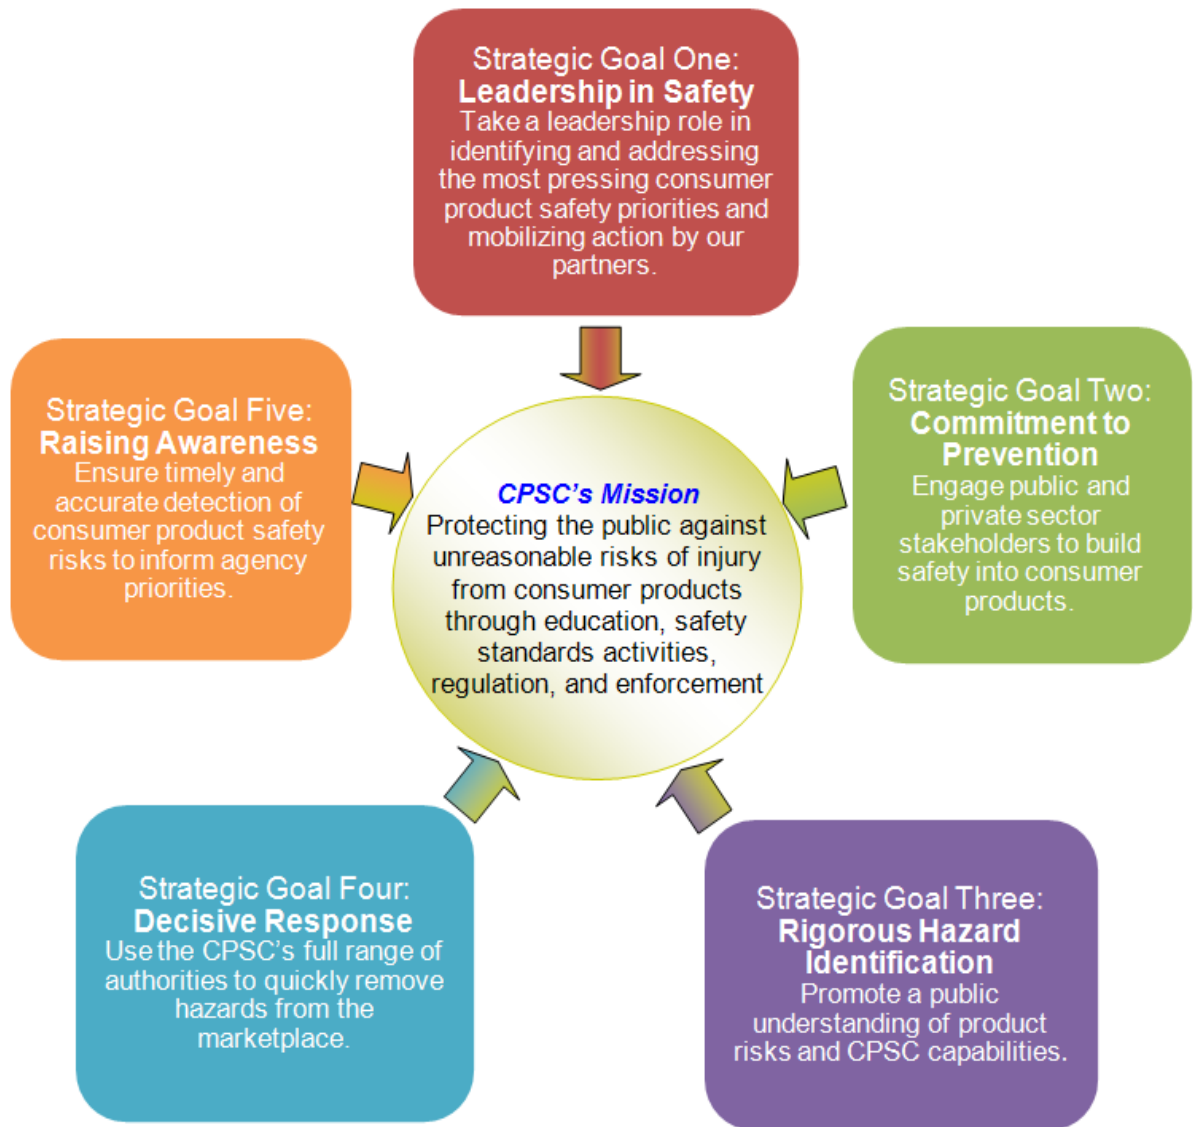 Strategic Goal One:
Leadership in Safety
Take a leadership role in
identifying and addressing
the most pressing consumer
product safety priorities and
mobilizing action by our
partners.
Strategic Goal Two:
Commitment to
Prevention
Engage public and
private sector
stakeholders to build
safety into consumer
products.
Strategic Goal Three:
Rigorous Hazard
Identification
Promote a public
understanding of product
risks and CPSC capabilities.
Strategic Goal Four:
Decisive Response
Use the CPSC’s full range of
authorities to quickly remove
hazards from the
marketplace.
Strategic Goal Five:
Raising Awareness
Ensure timely and
accurate detection of
consumer product safety
risks to inform agency
priorities.
CPSC’s Mission
Protecting the public against
unreasonable risks of injury
from consumer products
through education, safety
standards activities,
regulation, and enforcement